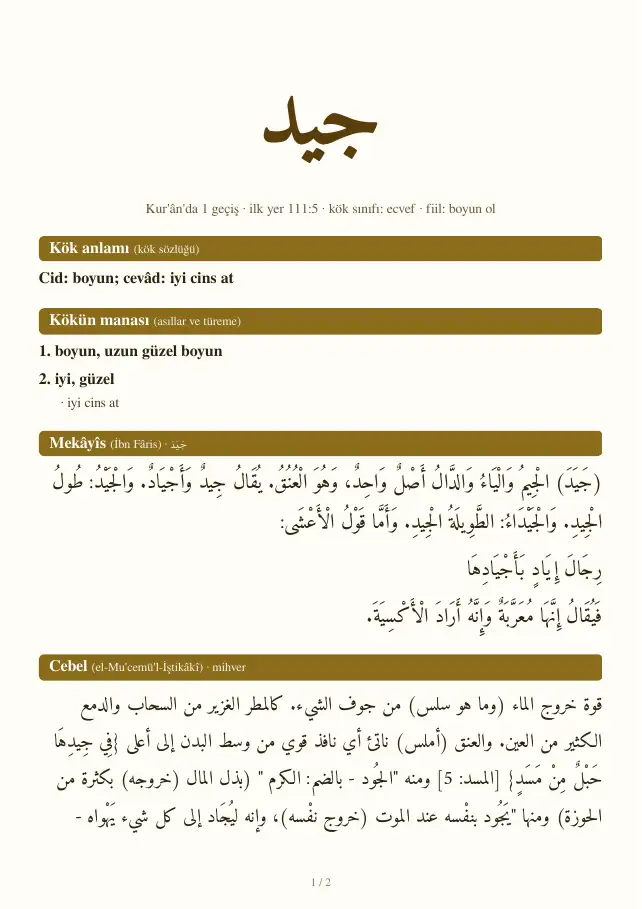 جيد
Kur'ân'da 1 geçiş · ilk yer 111:5 · kök sınıfı: ecvef · fiil: boyun ol
Kök anlamı (kök sözlüğü)
Cid: boyun; cevâd: iyi cins at
Kökün manası (asıllar ve türeme)
1. boyun, uzun güzel boyun
2. iyi, güzel
· iyi cins at
Mekâyîs (İbn Fâris) · جَيَدَ
(جَيَدَ) الْجِيمُ وَالْيَاءُ وَالدَّالُ أَصْلٌ وَاحِدٌ، وَهُوَ الْعُنُقُ. يُقَالُ جِيدٌ وَأَجْيَادٌ. وَالْجَيْدُ: طُولُ
الْجِيدِ. وَالْجَيْدَاءُ: الطَّوِيلَةُ الْجِيدِ. وَأَمَّا قَوْلُ الْأَعْشَى:
رِجَالَ إِيَادٍ بَأَجْيَادِهَا
فَيُقَالُ إِنَّهَا مُعَرَّبَةٌ وَإِنَّهُ أَرَادَ الْأَكْسِيَةَ.
Cebel (el-Mu'cemü'l-İştikâkî) · mihver
قوة خروج الماء (وما هو سلس) من جوف الشيء. كالمطر الغزير من السحاب والدمع
الكثير من العين. والعنق (أملس) ناتئ أي نافذ قوي من وسط البدن إلى أعلى {فِي جِيدِهَا
حَبْلٌ مِنْ مَسَدٍ} [المسد: 5] ومنه "الجُود - بالضم: الكرم " (بذل المال (خروجه) بكثرة من
الحوزة) ومنها "يَجُود بنفْسه عند الموت (خروج نفْسه)، وإنه ليُجَاد إلى كل شيء يَهْواه -
1 / 2